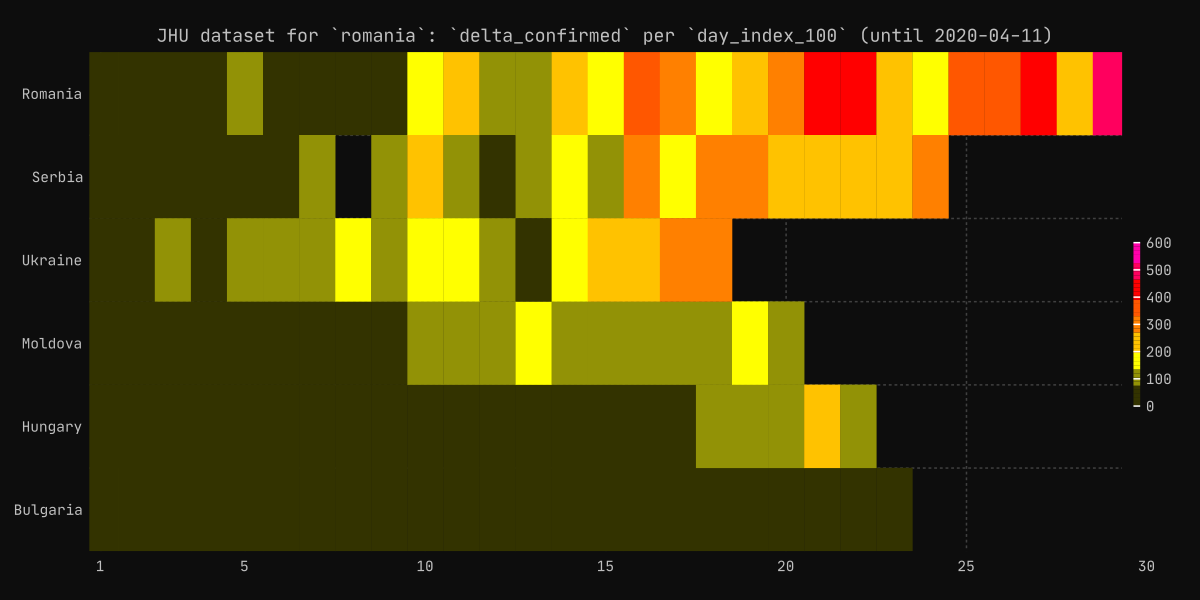 JHU dataset for `romania`: `delta_confirmed` per `day_index_100` (until 2020-04-11)
Romania
Serbia
Ukraine
Moldova
Hungary
Bulgaria
600
500
400
300
200
100
0
1 5 10 15 20 25 30